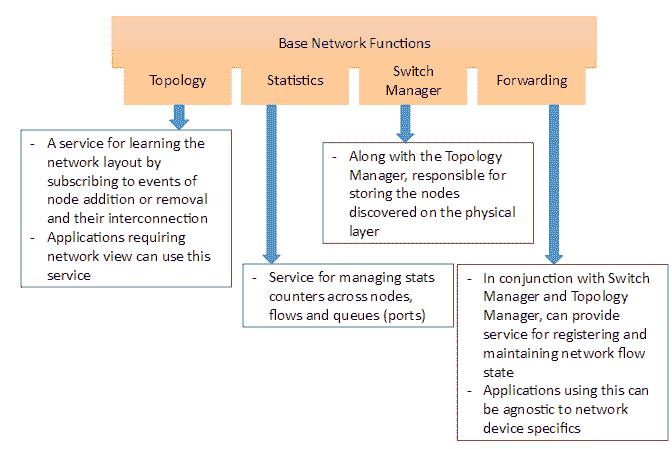 Base Network Functions
Topology
Statistics
Switch
Manager
Forwarding
- A service for learning the
network layout by
subscribing to events of
node addition or removal
and their interconnection
- Applications requiring
network view can use this
service
- Along with the Topology
Manager, responsible for
storing the nodes
discovered on the physical
layer
- Service for managing stats
counters across nodes,
flows and queues (ports)
- In conjunction with Switch
Manager and Topology
Manager, can provide
service for registering and
maintaining network flow
state
- Applications using this can
be agnostic to network
device specifics